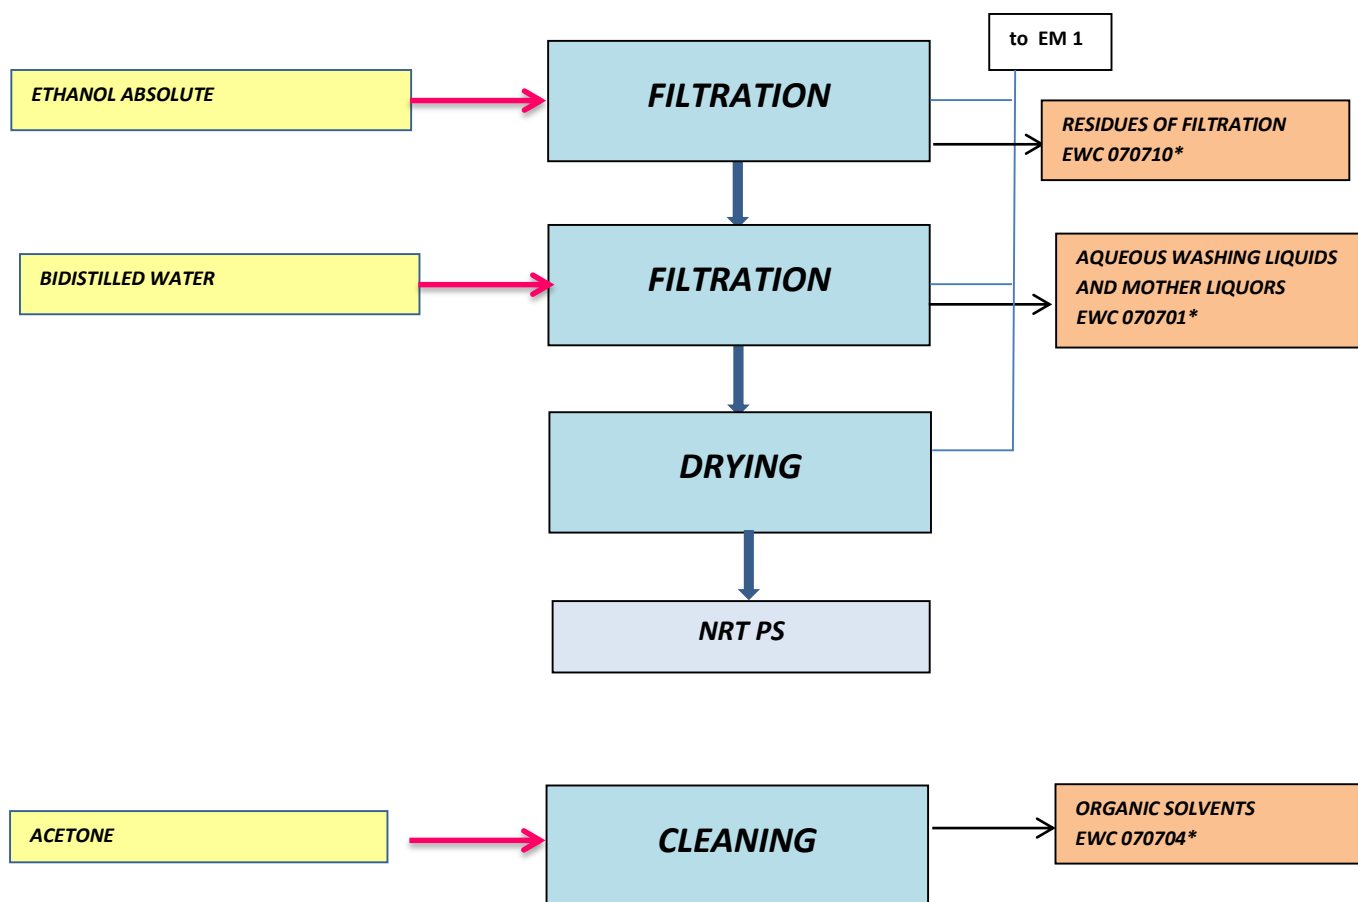 to EM 1
ETHANOL ABSOLUTE
FILTRATION
RESIDUES OF FILTRATION
EWC 070710*
BIDISTILLED WATER
FILTRATION
AQUEOUS WASHING LIQUIDS
AND MOTHER LIQUORS
EWC 070701*
DRYING
NRT PS
ACETONE
CLEANING
ORGANIC SOLVENTS
EWC 070704*